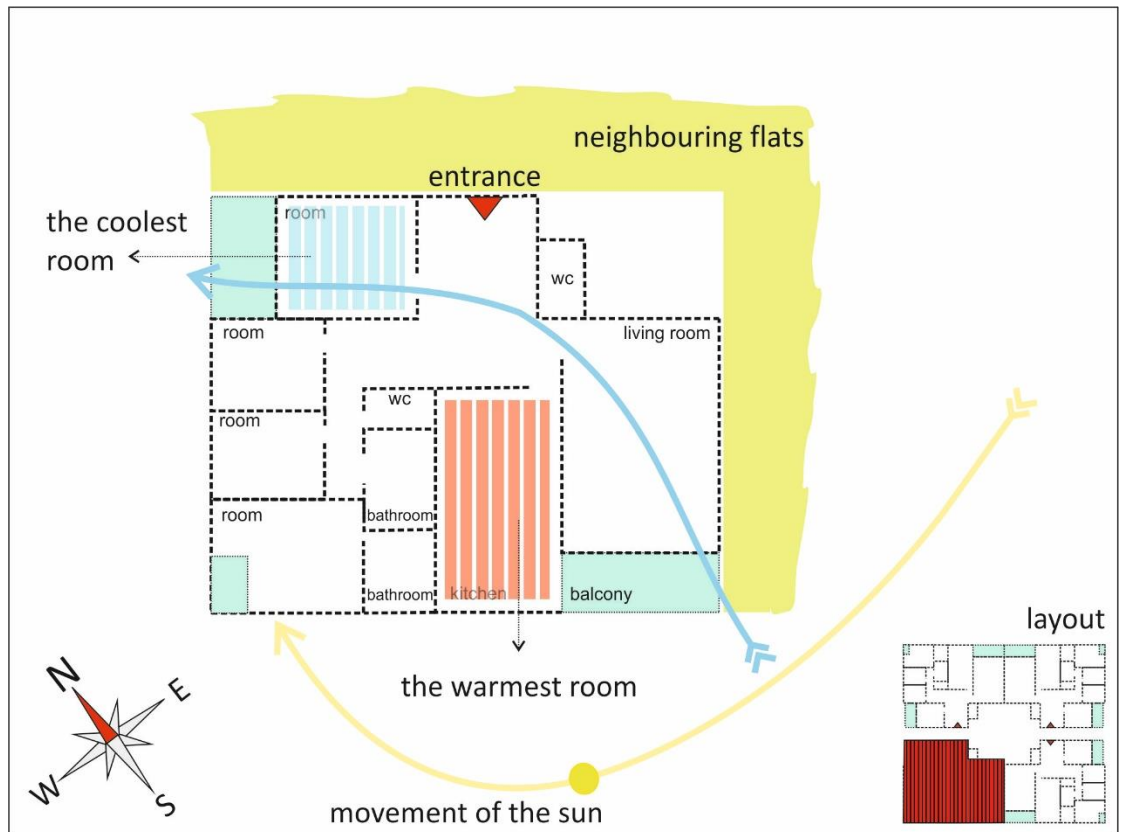 neighbouring flats
entrance
the coolest
room
room
wc
room
living room
wc
room
room
bathroom
bathroom
kitchen
balcony
layout
the warmest room
N
E
W
S
movement of the sun